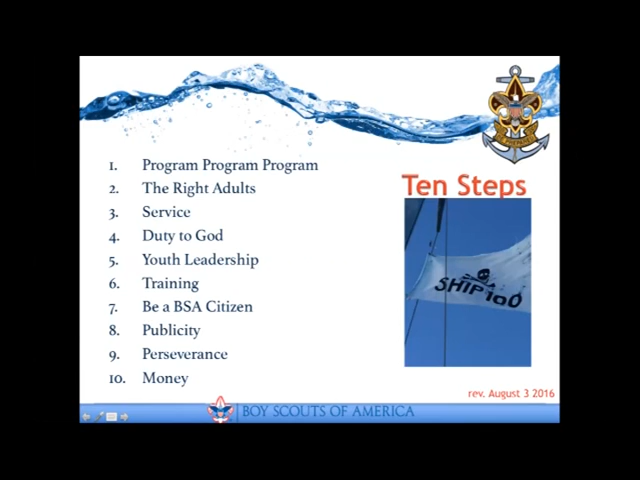 1. Program Program Program
2. The Right Adults
3. Service
4. Duty to God
5. Youth Leadership
6. Training
7. Be a BSA Citizen
8. Publicity
9. Perseverance
10. Money
Ten Steps
SHIP 100
rev. August 3 2016
BOY SCOUTS OF AMERICA